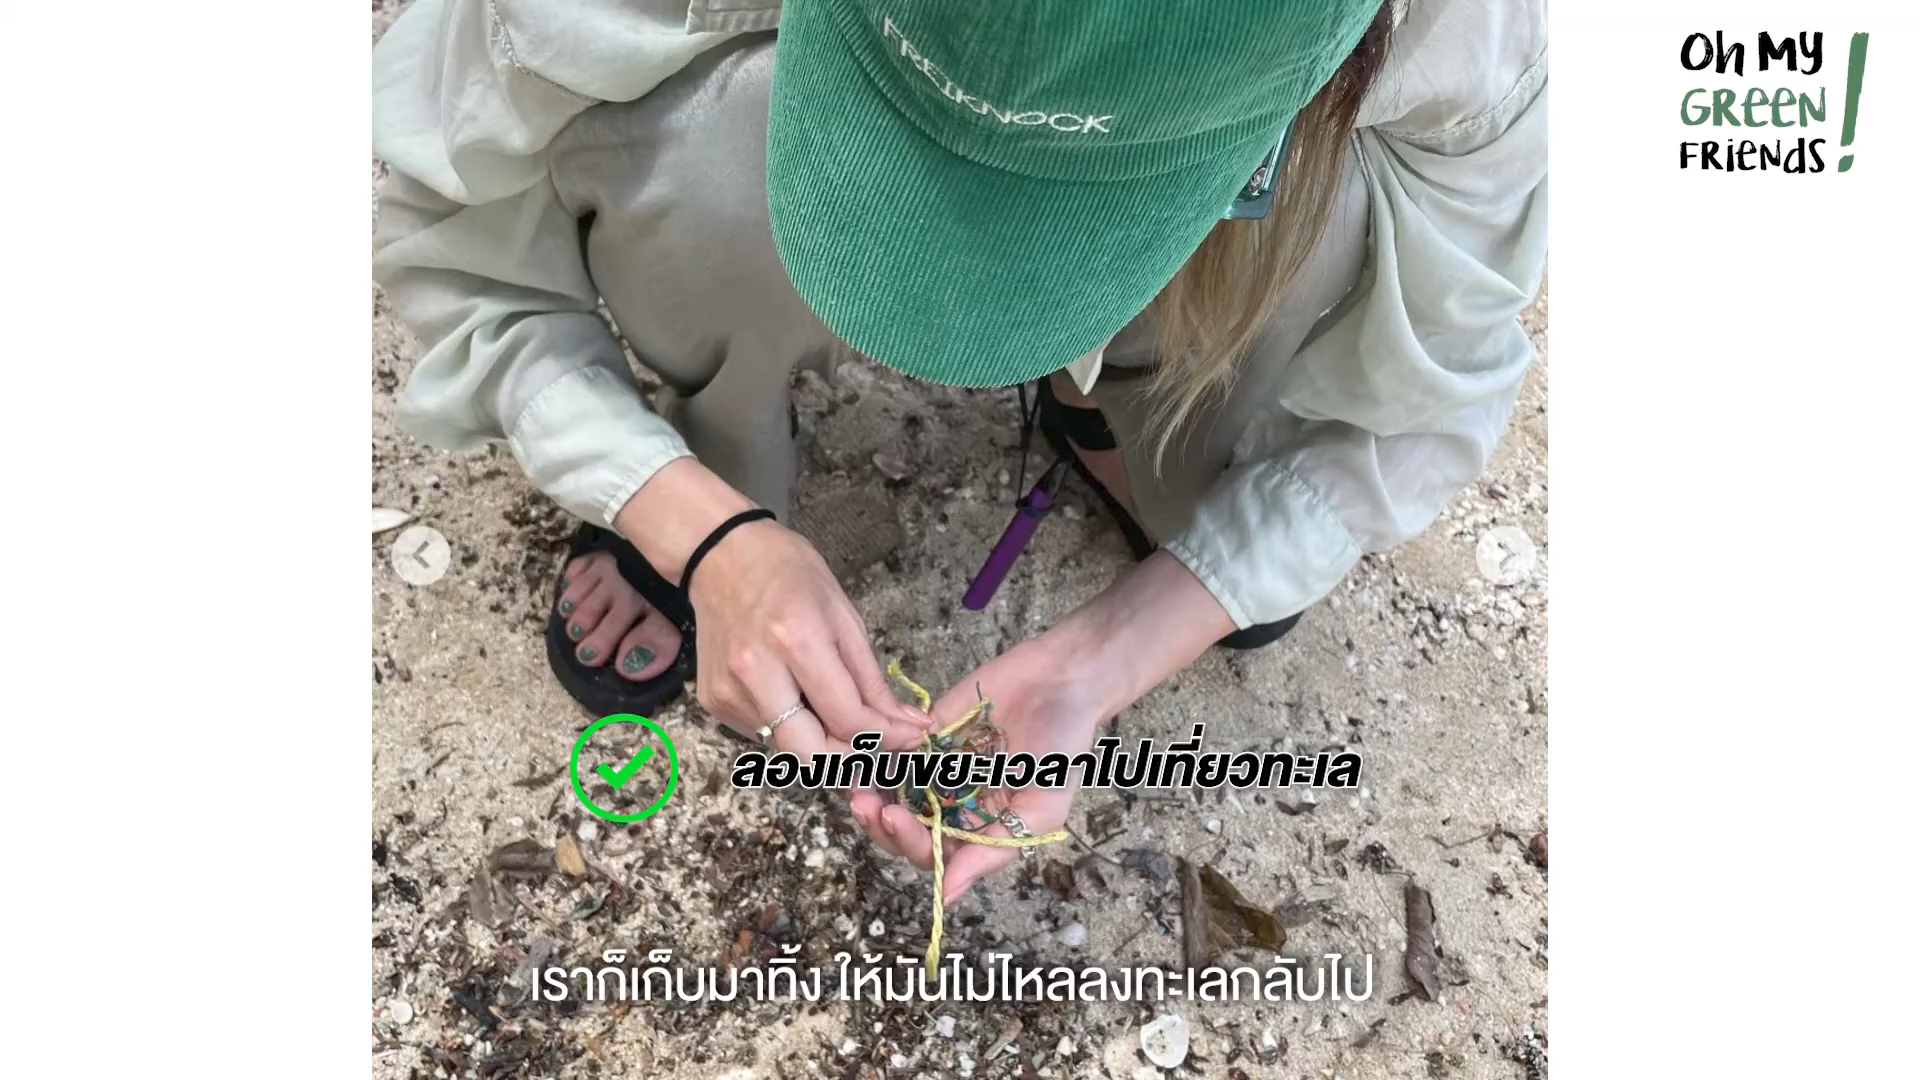 FREIKNOCK
Oh My
GREEN
FRIENDS!
ลองเก็บขยะเวลาไปเที่ยวทะเล
เราก็เก็บมาทิ้ง ให้มันไม่ไหลลงทะเลกลับไป